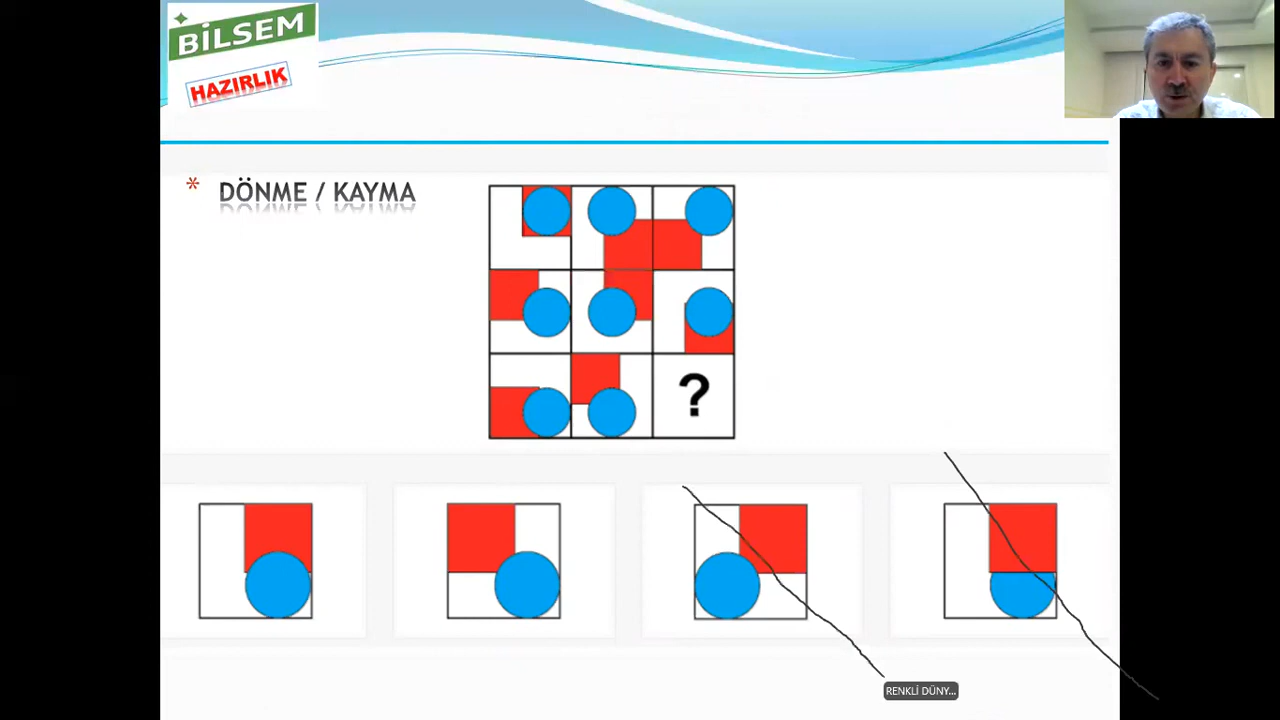 BİLSEM
HAZIRLIK
* DÖNME / KAYMA
?
RENKLİ DÜNY...